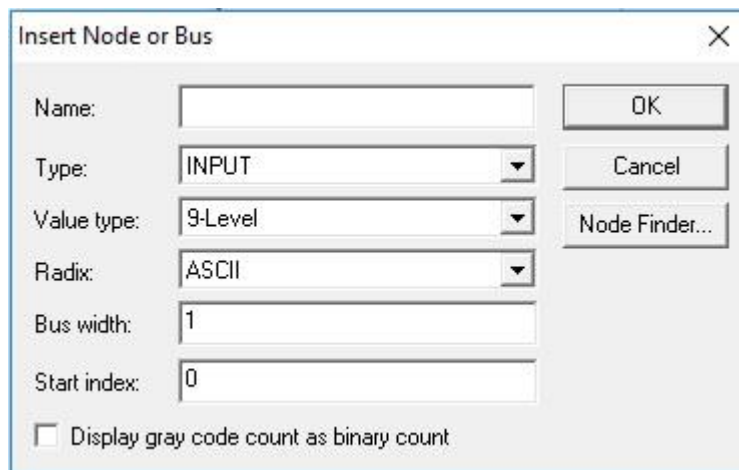 Insert Node or Bus
Name:
OK
Type: INPUT
Cancel
Value type: 9-Level
Node Finder...
Radix: ASCII
Bus width: 1
Start index: 0
Display gray code count as binary count